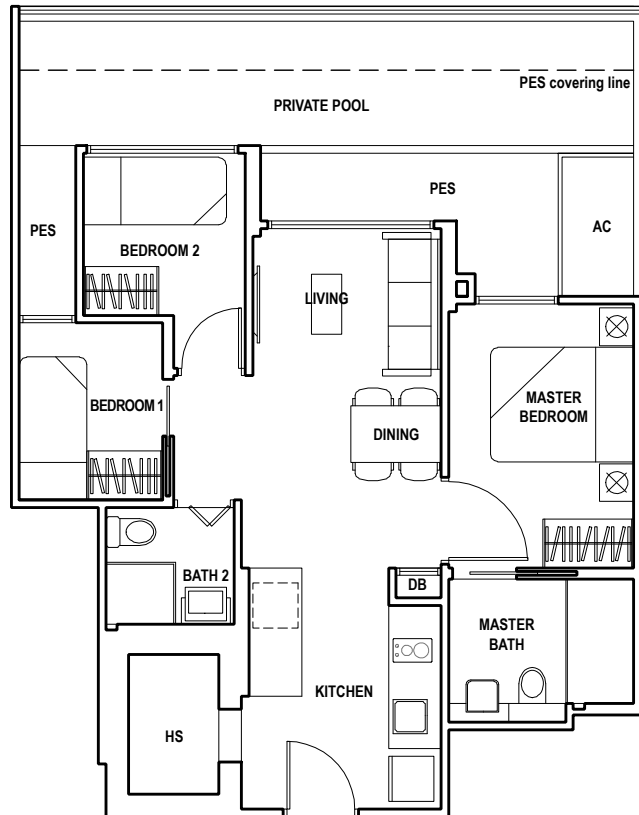 PES covering line
PRIVATE POOL
PES
PES
AC
BEDROOM 2
LIVING
BEDROOM 1
MASTER
BEDROOM
DINING
BATH 2
DB
MASTER
BATH
KITCHEN
HS